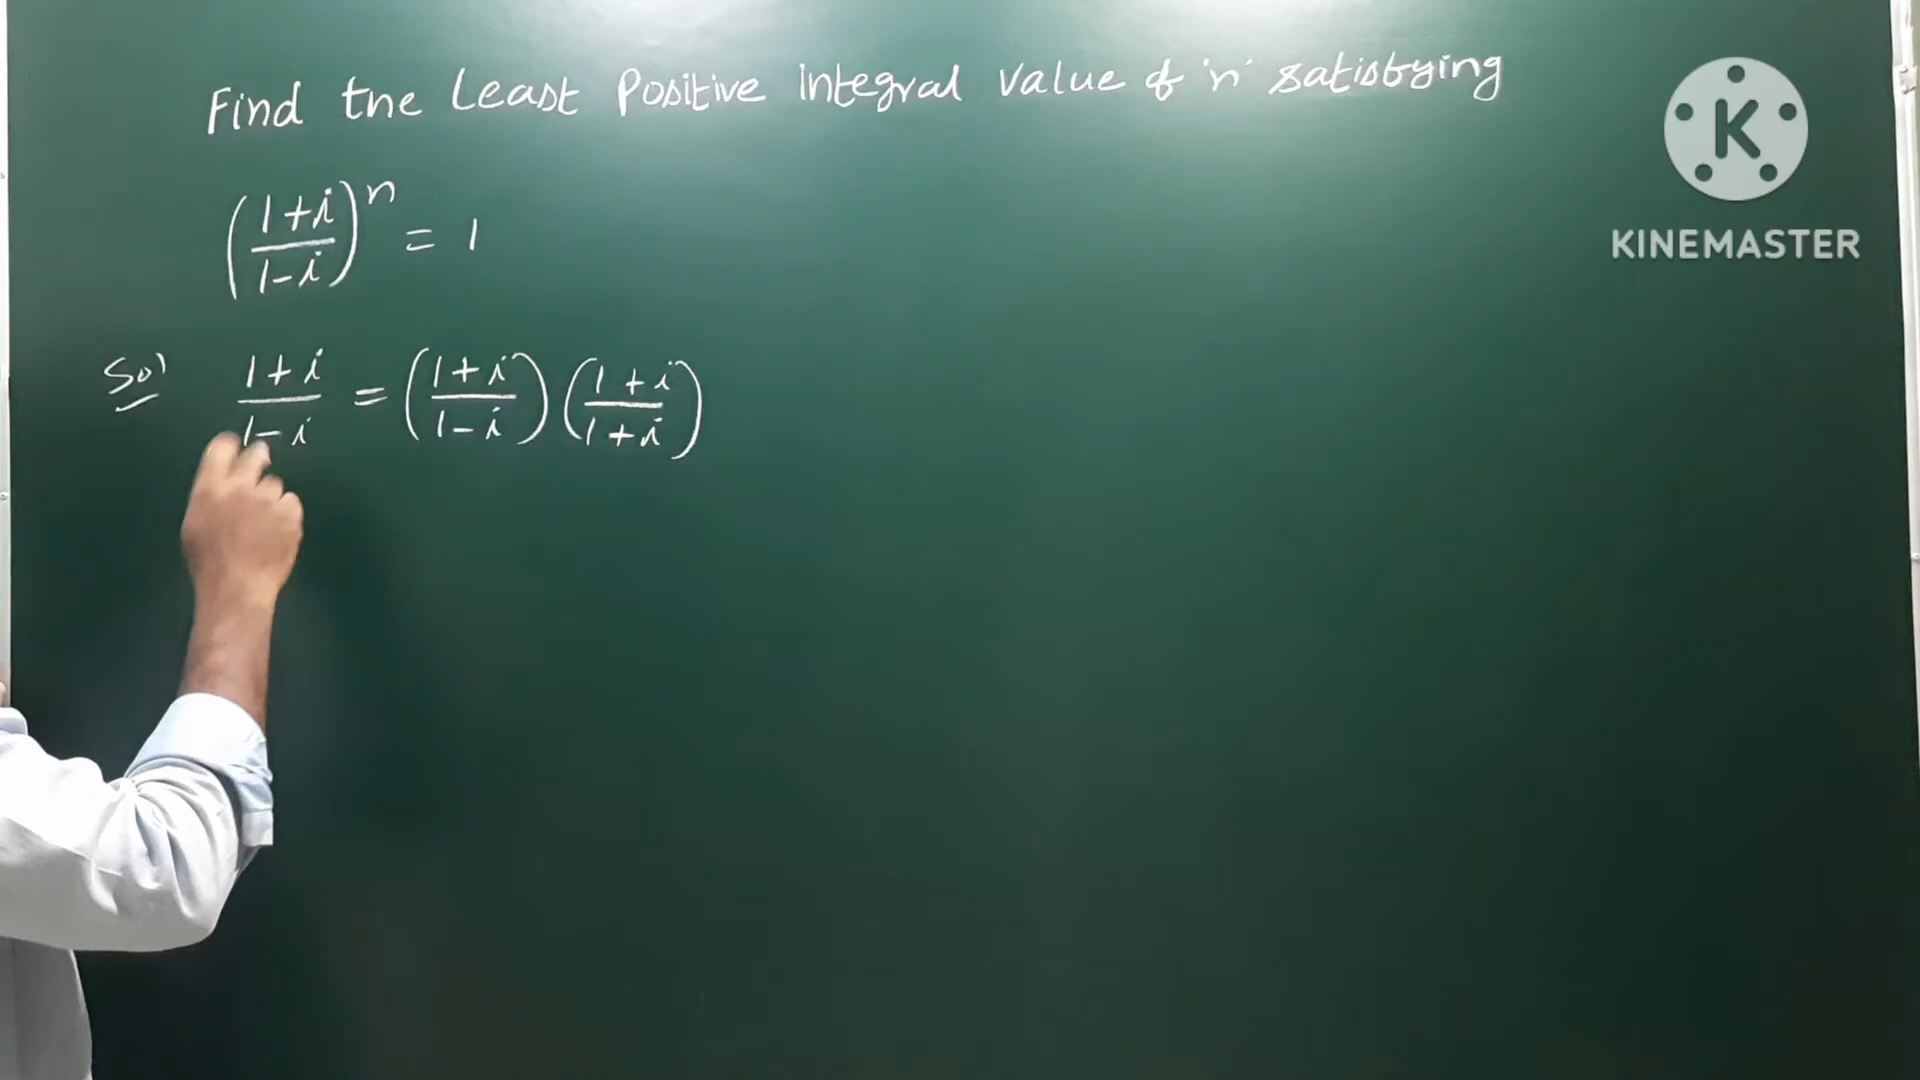 Find the Least Positive Integral value of 'n' satisfying
K
KINEMASTER
(1+i/1-i)^n = 1
Sol 1+i/1-i = (1+i/1-i) (1+i/1+i)